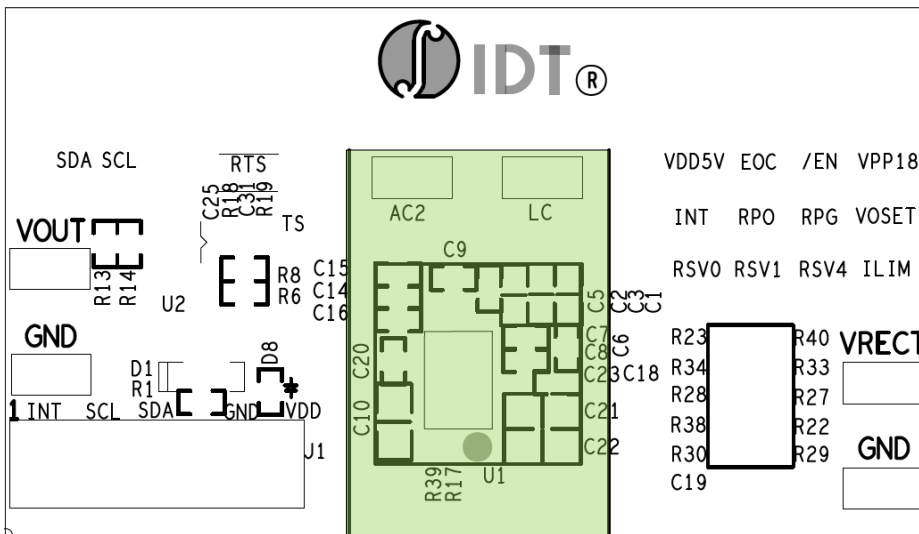 IDT®
SDA SCL
RTS
VDD5V EOC /EN VPP18
C25
R18
C31
R19
AC2
LC
INT RPO RPG VOSET
VOUT
TS
C9
RSV0 RSV1 RSV4 ILIM
R13
R14
R8
R6
U2
C15
C14
C16
C5
C2
C3
C1
GND
C7
C8
C6
C23
C18
R23
R34
R28
R38
R30
C19
R40
R33
R27
R22
R29
VRECT
GND
D1
R1
D8
C20
C10
C21
C22
1 INT SCL SDA GND VDD
J1
R39
R17
U1